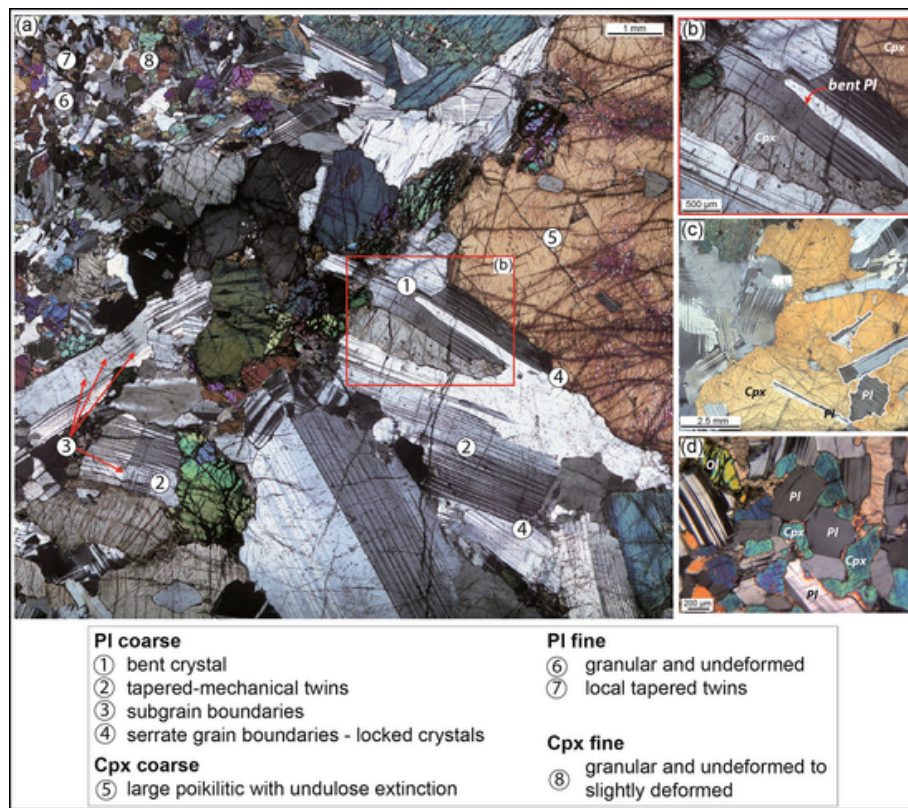 (a)
1 mm
7
8
6
5
(b)
1
4
3
2
2
4
(b)
Cpx
bent Pl
Cpx
500 µm
(c)
Cpx
Pl
Pl
2.5 mm
(d)
Ol
Pl
Pl
Cpx
Cpx
Pl
200 µm
Pl coarse
1 bent crystal
2 tapered-mechanical twins
3 subgrain boundaries
4 serrate grain boundaries - locked crystals
Cpx coarse
5 large poikilitic with undulose extinction
Pl fine
6 granular and undeformed
7 local tapered twins
Cpx fine
8 granular and undeformed to
slightly deformed